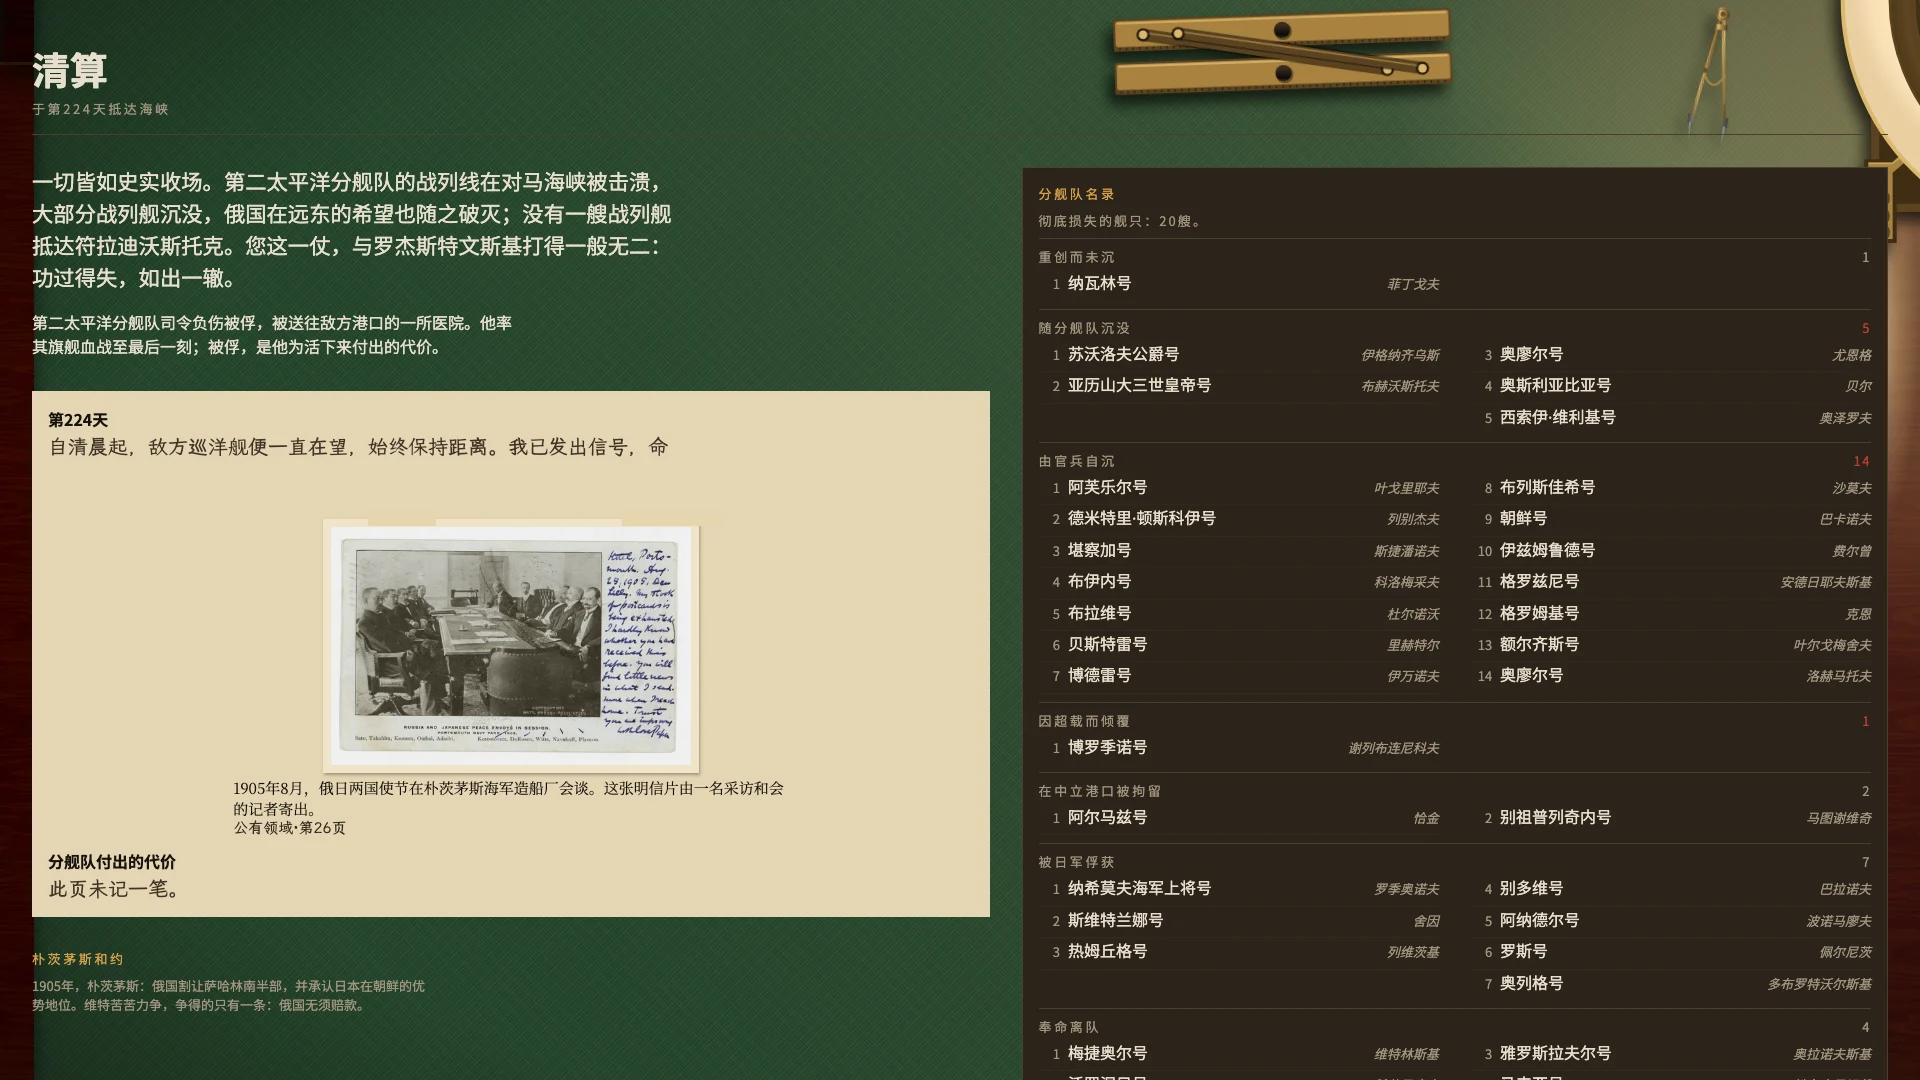 清算
于第224天抵达海峡
一切皆如史实收场。第二太平洋分舰队的战列线在对马海峡被击溃，
大部分战列舰沉没，俄国在远东的希望也随之破灭；没有一艘战列舰
抵达符拉迪沃斯托克。您这一仗，与罗杰斯特文斯基打得一般无二：
功过得失，如出一辙。
第二太平洋分舰队司令负伤被俘，被送往敌方港口的一所医院。他率
其旗舰血战至最后一刻；被俘，是他为活下来付出的代价。
第224天
自清晨起，敌方巡洋舰便一直在望，始终保持距离。我已发出信号，命
Hotel, Ports-
mouth. Aug.
28, 1905. Dear
RUSSIA AND JAPANESE PEACE ENVOYS IN SESSION.
PORTSMOUTH NAVY YARD, 1905.
Sato, Takahira, Komura, Otchiai, Adachi. Korostovetz, DeRosen, Witte, Nabokoff, Plancon.
1905年8月，俄日两国使节在朴茨茅斯海军造船厂会谈。这张明信片由一名采访和会
的记者寄出。
公有领域·第26页
分舰队付出的代价
此页未记一笔。
朴茨茅斯和约
1905年，朴茨茅斯：俄国割让萨哈林南半部，并承认日本在朝鲜的优
势地位。维特苦苦力争，争得的只有一条：俄国无须赔款。
分舰队名录
彻底损失的舰只：20艘。
重创而未沉 1
1 纳瓦林号 菲丁戈夫
随分舰队沉没 5
1 苏沃洛夫公爵号 伊格纳齐乌斯 3 奥廖尔号 尤恩格
2 亚历山大三世皇帝号 布赫沃斯托夫 4 奥斯利亚比亚号 贝尔
5 西索伊·维利基号 奥泽罗夫
由官兵自沉 14
1 阿芙乐尔号 叶戈里耶夫 8 布列斯佳希号 沙莫夫
2 德米特里·顿斯科伊号 列别杰夫 9 朝鲜号 巴卡诺夫
3 堪察加号 斯捷潘诺夫 10 伊兹姆鲁德号 费尔曾
4 布伊内号 科洛梅采夫 11 格罗兹尼号 安德日耶夫斯基
5 布拉维号 杜尔诺沃 12 格罗姆基号 克恩
6 贝斯特雷号 里赫特尔 13 额尔齐斯号 叶尔戈梅舍夫
7 博德雷号 伊万诺夫 14 奥廖尔号 洛赫马托夫
因超载而倾覆 1
1 博罗季诺号 谢列布连尼科夫
在中立港口被拘留 2
1 阿尔马兹号 恰金 2 别祖普列奇内号 马图谢维奇
被日军俘获 7
1 纳希莫夫海军上将号 罗季奥诺夫 4 别多维号 巴拉诺夫
2 斯维特兰娜号 舍因 5 阿纳德尔号 波诺马廖夫
3 热姆丘格号 列维茨基 6 罗斯号 佩尔尼茨
7 奥列格号 多布罗特沃尔斯基
奉命离队 4
1 梅捷奥尔号 维特林斯基 3 雅罗斯拉夫尔号 奥拉诺夫斯基